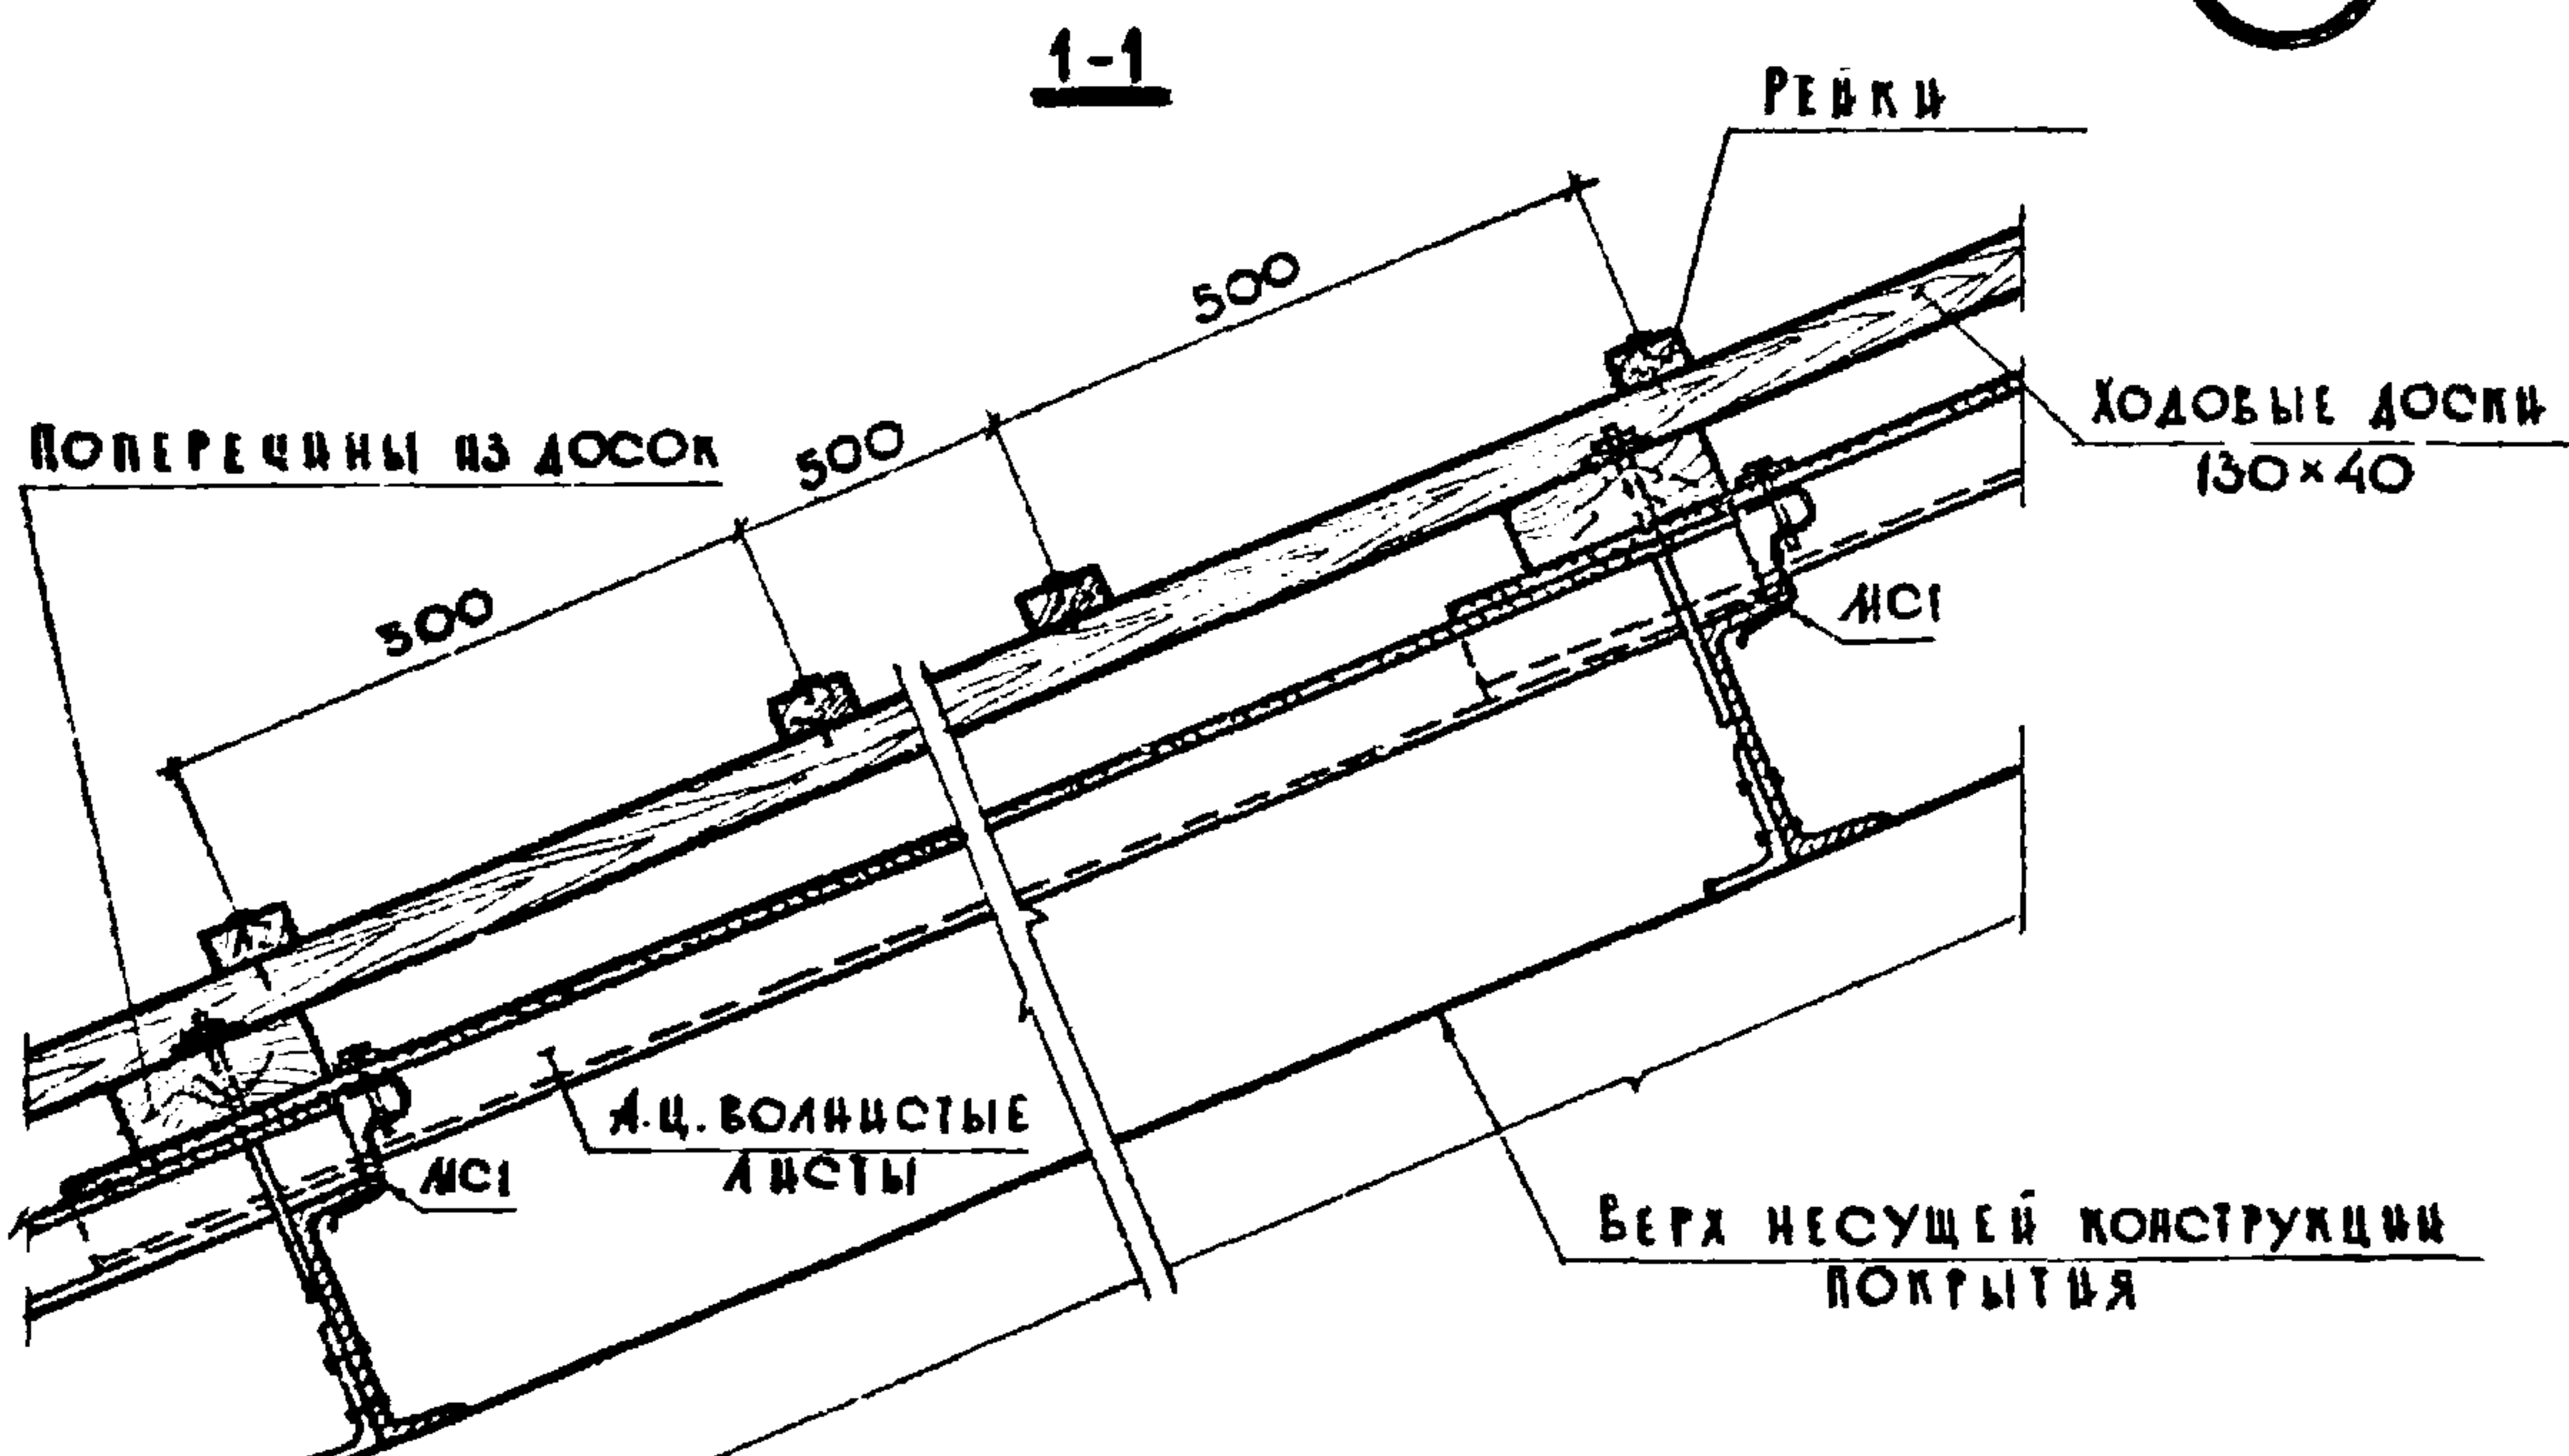 1-1
РЕЙКИ
500
ХОДОВЫЕ ДОСКИ
130×40
ПОПЕРЕЧИНЫ ИЗ ДОСОК
500
500
МС1
А.Ц. ВОЛНИСТЫЕ
ЛИСТЫ
МС1
ВЕРХ НЕСУЩЕЙ КОНСТРУКЦИИ
ПОКРЫТИЯ